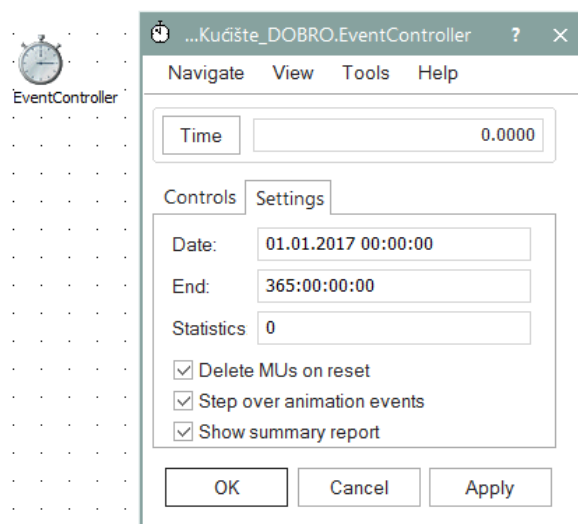 EventController
...Kućište_DOBRO.EventController ? ×
Navigate View Tools Help
Time 0.0000
Controls Settings
Date: 01.01.2017 00:00:00
End: 365:00:00:00
Statistics 0
Delete MUs on reset
Step over animation events
Show summary report
OK Cancel Apply